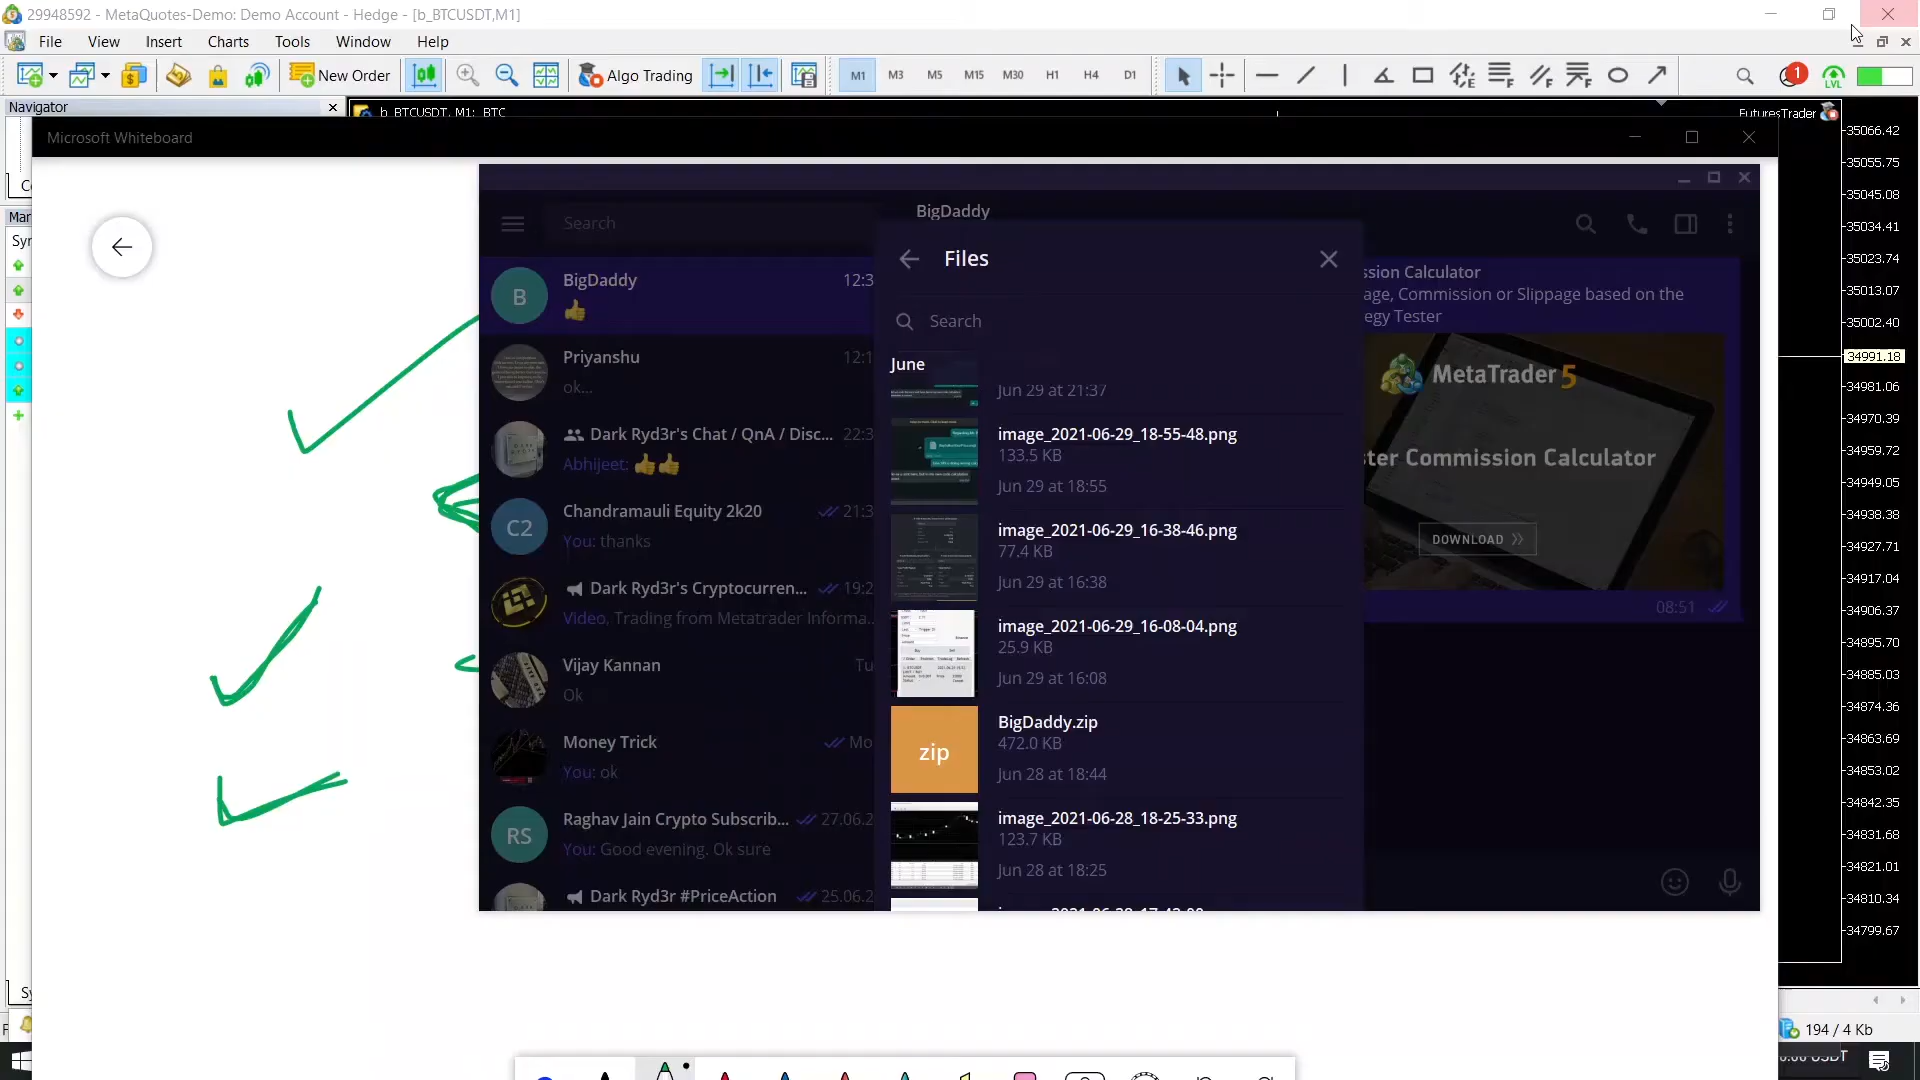 29948592 - MetaQuotes-Demo: Demo Account - Hedge - [b_BTCUSDT,M1]
File View Insert Charts Tools Window Help
New Order
Algo Trading
M1 M3 M5 M15 M30 H1 H4 D1
1
LVL
Navigator
b_BTCUSDT, M1: BTC
FuturesTrader
Microsoft Whiteboard
Search
BigDaddy
Files
Search
June
Jun 29 at 21:37
image_2021-06-29_18-55-48.png
133.5 KB
Jun 29 at 18:55
image_2021-06-29_16-38-46.png
77.4 KB
Jun 29 at 16:38
image_2021-06-29_16-08-04.png
25.9 KB
Jun 29 at 16:08
zip
BigDaddy.zip
472.0 KB
Jun 28 at 18:44
image_2021-06-28_18-25-33.png
123.7 KB
Jun 28 at 18:25
B
BigDaddy 12:3
👍
Priyanshu 12:1
ok...
Dark Ryd3r's Chat / QnA / Disc... 22:3
Abhijeet: 👍👍
C2
Chandramauli Equity 2k20 21:3
You: thanks
Dark Ryd3r's Cryptocurren... 19:2
Video, Trading from Metatrader Informa...
Vijay Kannan Tu
Ok
Money Trick Mo
You: ok
RS
Raghav Jain Crypto Subscrib... 27.06.2
You: Good evening. Ok sure
Dark Ryd3r #PriceAction 25.06.2
ssion Calculator
age, Commission or Slippage based on the
egy Tester
MetaTrader 5
ster Commission Calculator
DOWNLOAD
08:51
35066.42
35055.75
35045.08
35034.41
35023.74
35013.07
35002.40
34991.18
34981.06
34970.39
34959.72
34949.05
34938.38
34927.71
34917.04
34906.37
34895.70
34885.03
34874.36
34863.69
34853.02
34842.35
34831.68
34821.01
34810.34
34799.67
194 / 4 Kb